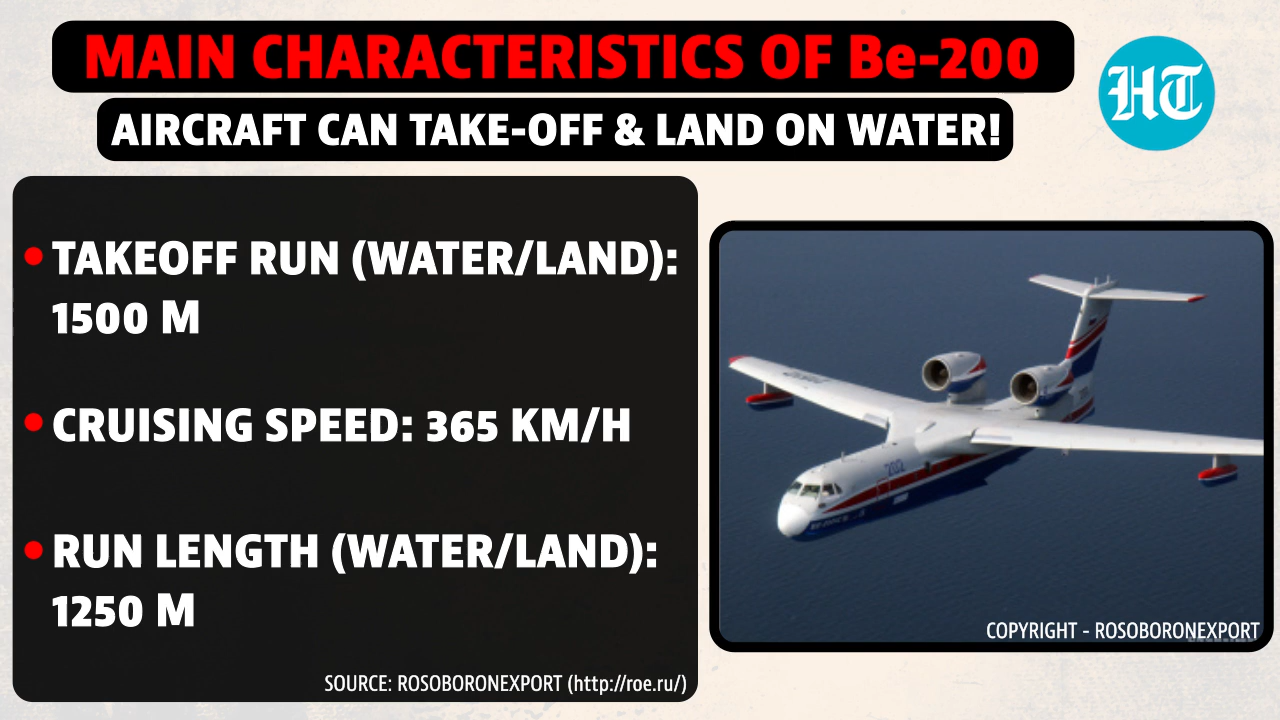 MAIN CHARACTERISTICS OF Be-200
HT
AIRCRAFT CAN TAKE-OFF & LAND ON WATER!
• TAKEOFF RUN (WATER/LAND):
1500 M
• CRUISING SPEED: 365 KM/H
• RUN LENGTH (WATER/LAND):
1250 M
SOURCE: ROSOBORONEXPORT (http://roe.ru/)
202
COPYRIGHT - ROSOBORONEXPORT